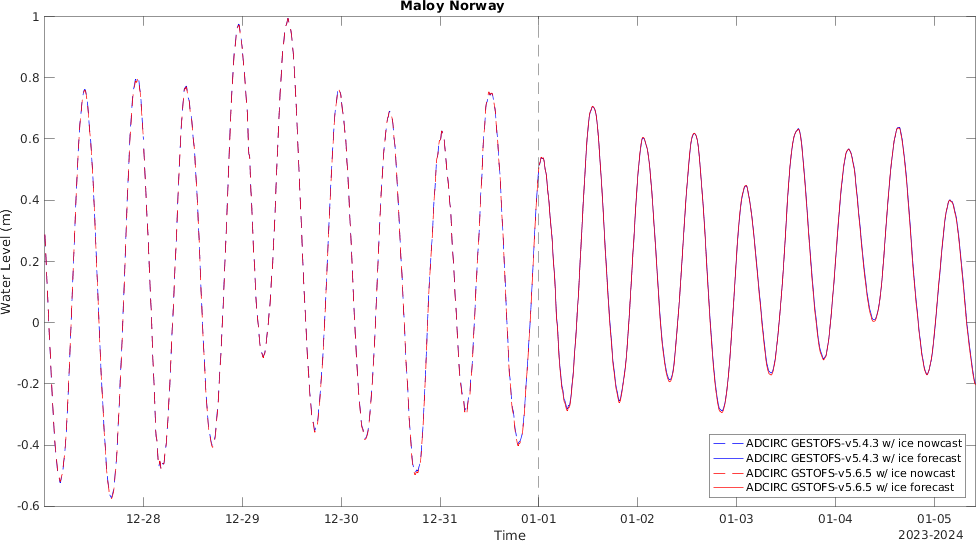 Maloy Norway
1
0.8
0.6
0.4
0.2
0
-0.2
-0.4
-0.6
Water Level (m)
12-28
12-29
12-30
12-31
01-01
01-02
01-03
01-04
01-05
2023-2024
Time
ADCIRC GESTOFS-v5.4.3 w/ ice nowcast
ADCIRC GESTOFS-v5.4.3 w/ ice forecast
ADCIRC GSTOFS-v5.6.5 w/ ice nowcast
ADCIRC GSTOFS-v5.6.5 w/ ice forecast